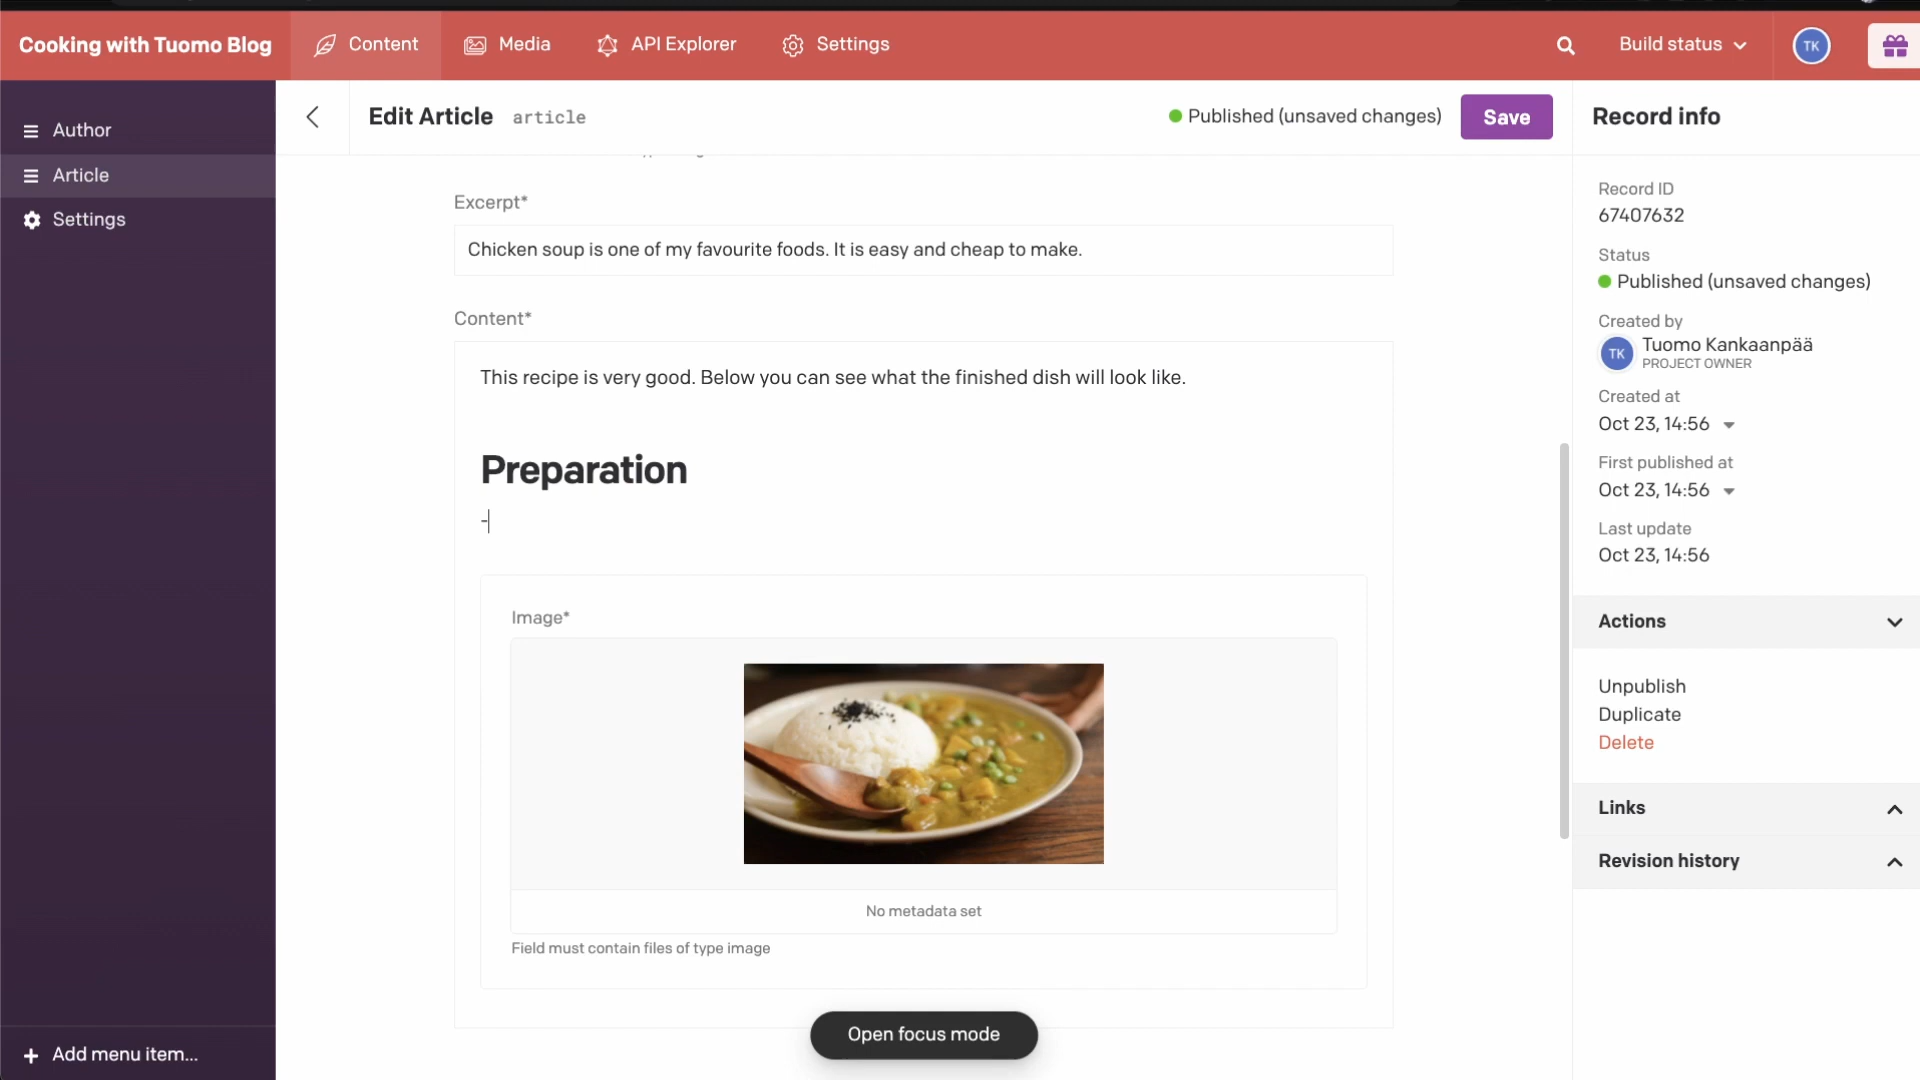 Cooking with Tuomo Blog
Content
Media
API Explorer
Settings
Build status
TK
Author
Article
Settings
Add menu item...
Edit Article
article
Published (unsaved changes)
Save
Excerpt*
Chicken soup is one of my favourite foods. It is easy and cheap to make.
Content*
This recipe is very good. Below you can see what the finished dish will look like.
Preparation
-
Image*
No metadata set
Field must contain files of type image
Open focus mode
Record info
Record ID
67407632
Status
Published (unsaved changes)
Created by
TK
Tuomo Kankaanpää
PROJECT OWNER
Created at
Oct 23, 14:56
First published at
Oct 23, 14:56
Last update
Oct 23, 14:56
Actions
Unpublish
Duplicate
Delete
Links
Revision history